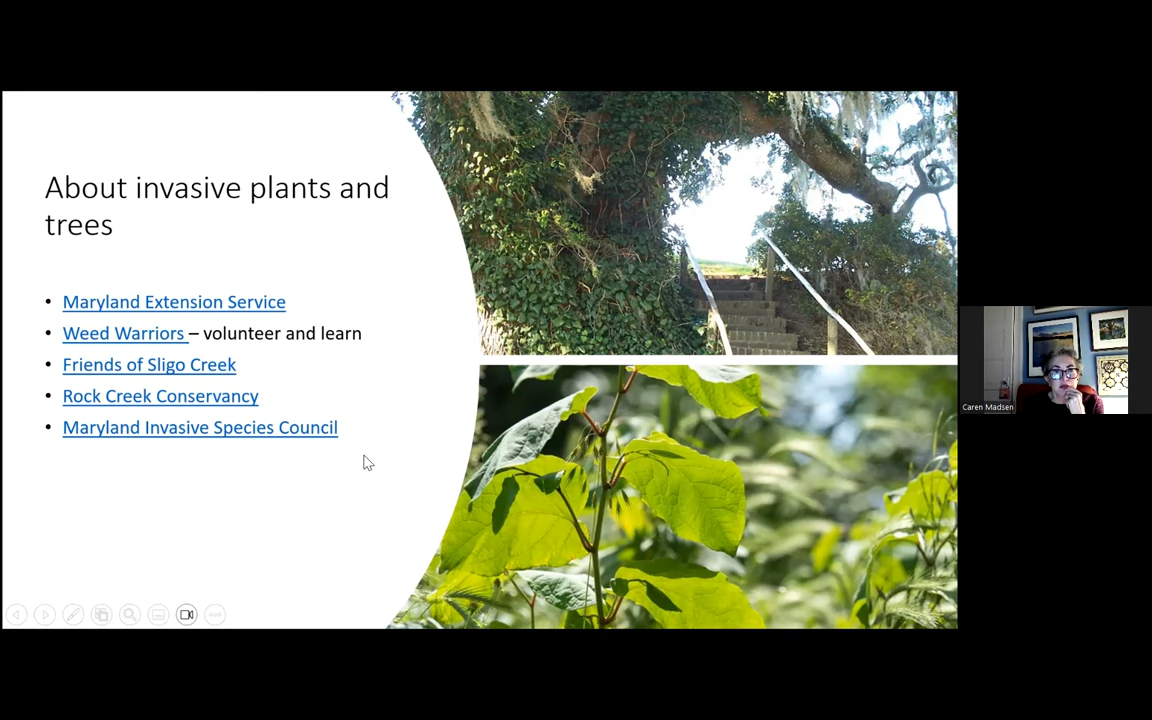 About invasive plants and
trees
• Maryland Extension Service
• Weed Warriors – volunteer and learn
• Friends of Sligo Creek
• Rock Creek Conservancy
• Maryland Invasive Species Council
Caren Madsen